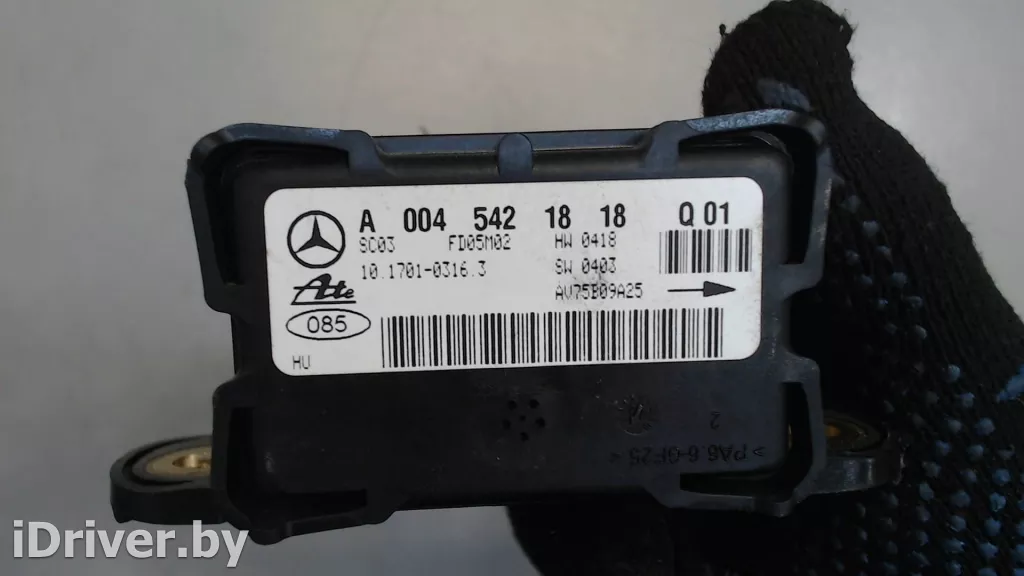 A 004 542 18 18 Q 01
SC03 FD05M02 HW 0418
10.1701-0316.3 SW 0403
Ate AV75B09A25
085
HU
2
>PA6.6-GF25<
iDriver.by